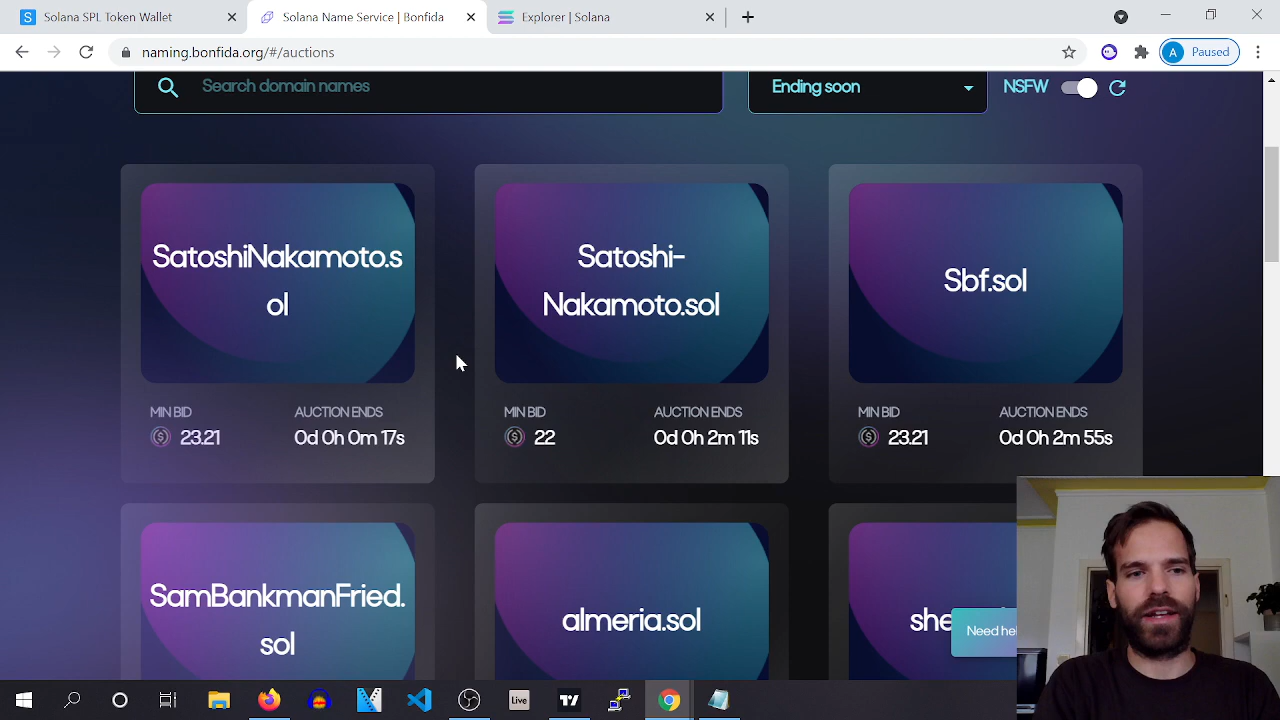 Solana SPL Token Wallet
Solana Name Service | Bonfida
Explorer | Solana
naming.bonfida.org/#/auctions
A
Paused
Search domain names
Ending soon
NSFW
SatoshiNakamoto.s
ol
MIN BID
AUCTION ENDS
23.21
0d 0h 0m 17s
Satoshi-
Nakamoto.sol
MIN BID
AUCTION ENDS
22
0d 0h 2m 11s
Sbf.sol
MIN BID
AUCTION ENDS
23.21
0d 0h 2m 55s
SamBankmanFried.
sol
almeria.sol
Need
Live